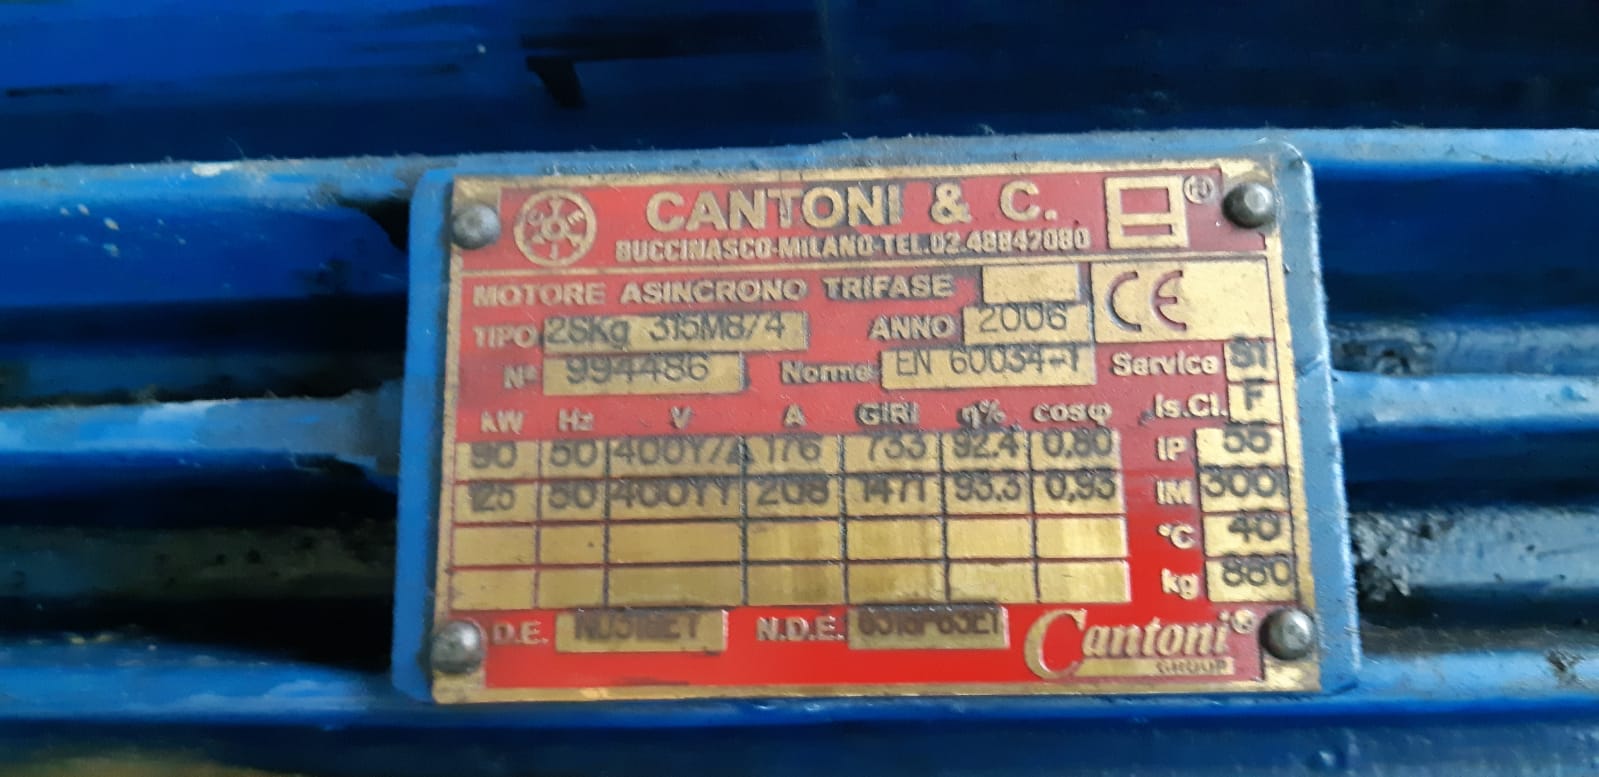 CANTONI & C. ®
BUCCINASCO-MILANO-TEL.02.48842080
MOTORE ASINCRONO TRIFASE CE
TIPO 2SKg 315M8/4 ANNO 2006
N° 994486 Norme EN 60034-1 Service S1
kW Hz V A GIRI η% cosφ Is.Cl. F
90 50 400Y/Δ 176 733 92.4 0,80 IP 55
125 50 400YY 208 1471 93.3 0,93 IM 300
°C 40
kg 880
D.E. N.D.E. Cantoni®
GROUP